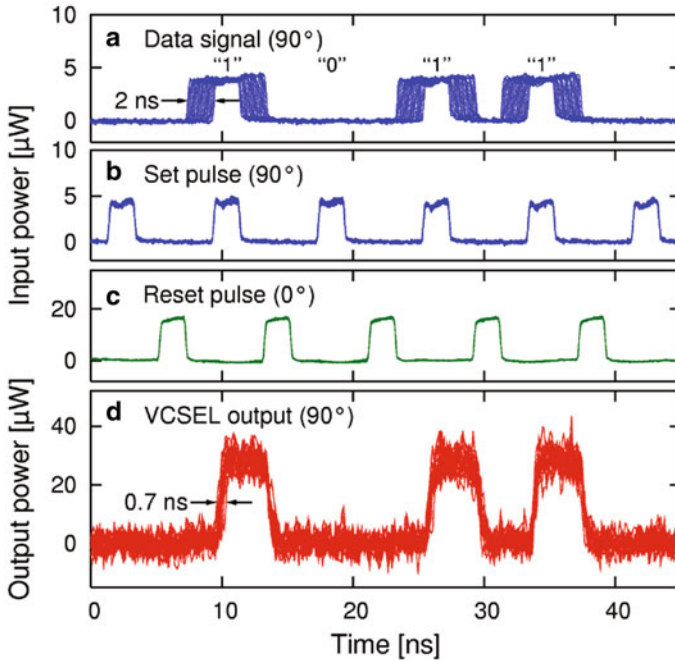 a Data signal (90°)
“1” “0” “1” “1”
2 ns
10
5
0
b Set pulse (90°)
10
5
0
Input power [µW]
c Reset pulse (0°)
20
0
d VCSEL output (90°)
40
20
0
0.7 ns
Output power [µW]
0 10 20 30 40
Time [ns]